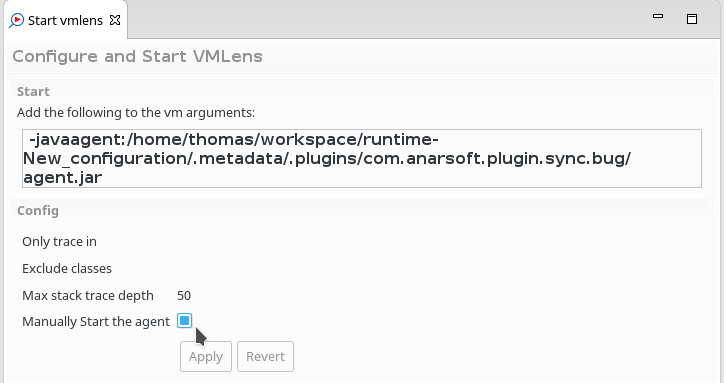 Start vmlens
Configure and Start VMLens
Start
Add the following to the vm arguments:
-javaagent:/home/thomas/workspace/runtime-
New_configuration/.metadata/.plugins/com.anarsoft.plugin.sync.bug/
agent.jar
Config
Only trace in
Exclude classes
Max stack trace depth 50
Manually Start the agent
Apply Revert